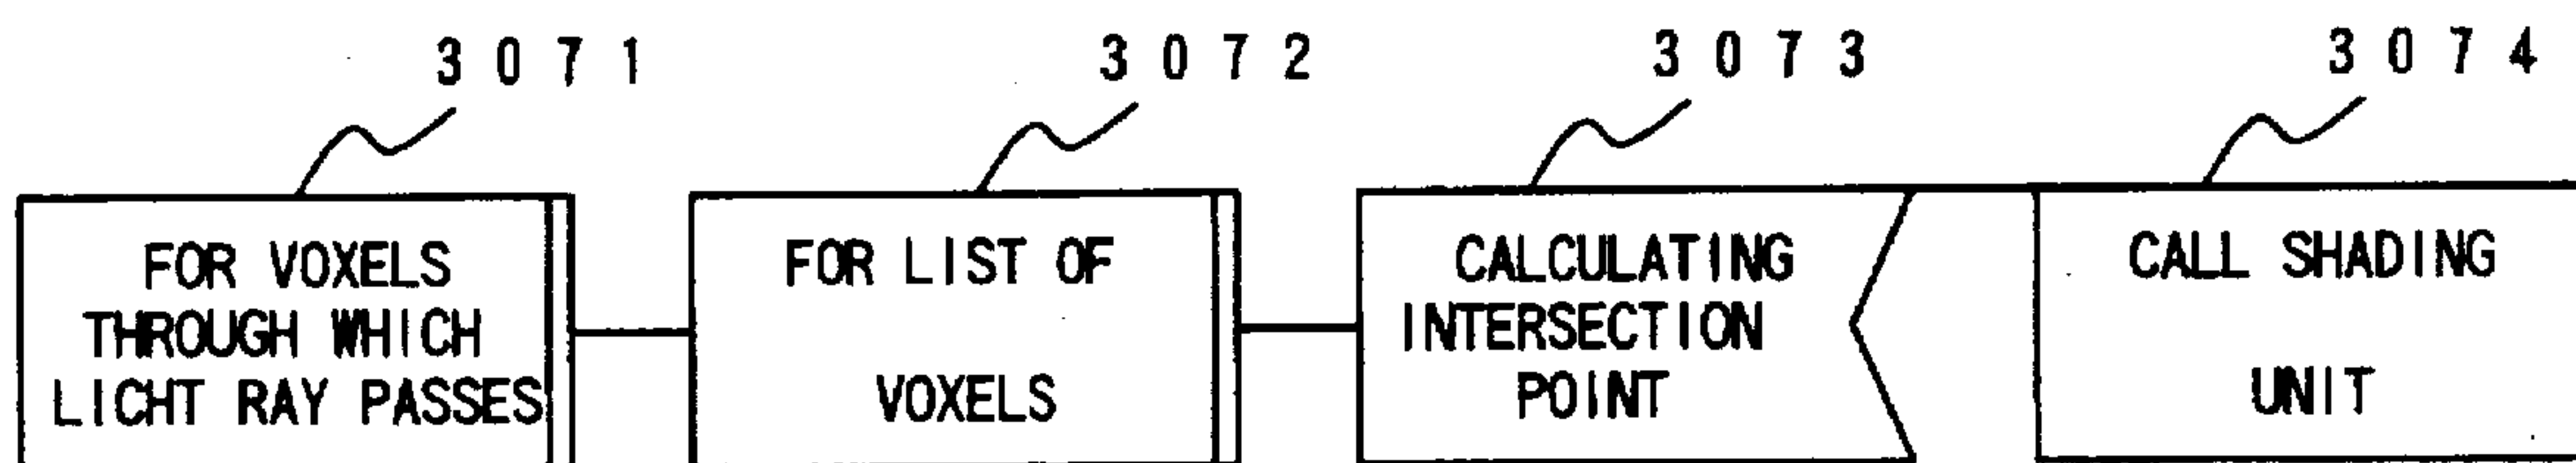 3071
3072
3073
3074
FOR VOXELS
THROUGH WHICH
LICHT RAY PASSES
FOR LIST OF
VOXELS
CALCULATING
INTERSECTION
POINT
CALL SHADING
UNIT